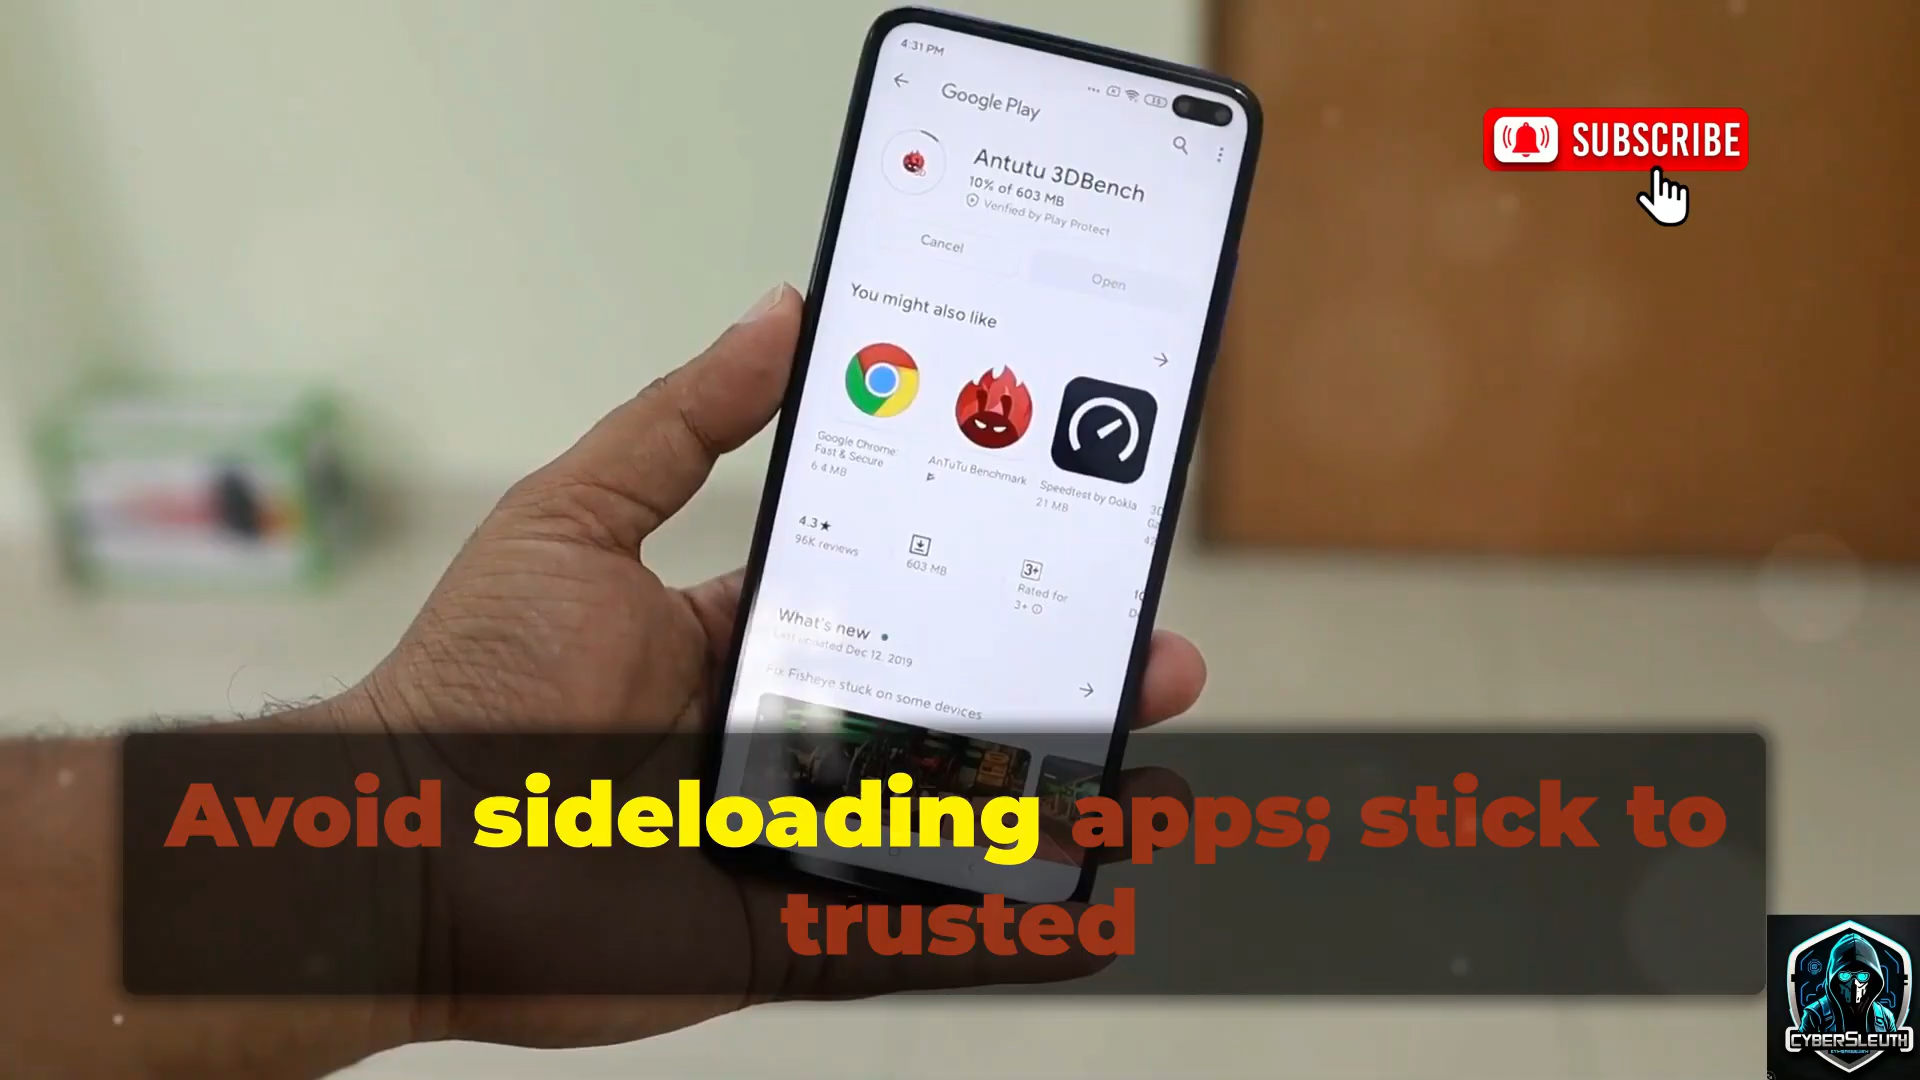 4:31 PM
Google Play
SUBSCRIBE
Antutu 3DBench
10% of 603 MB
Verified by Play Protect
Cancel
Open
You might also like
Google Chrome:
Fast & Secure
6.4 MB
AnTuTu Benchmark
Speedtest by Ookla
21 MB
4.3★
96K reviews
603 MB
3+
Rated for
3+
What's new
Last updated Dec 12, 2019
Fix Fisheye stuck on some devices
Avoid sideloading apps; stick to
trusted
CYBERSLEUTH